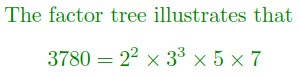 The factor tree illustrates that
3780 = 2² × 3³ × 5 × 7